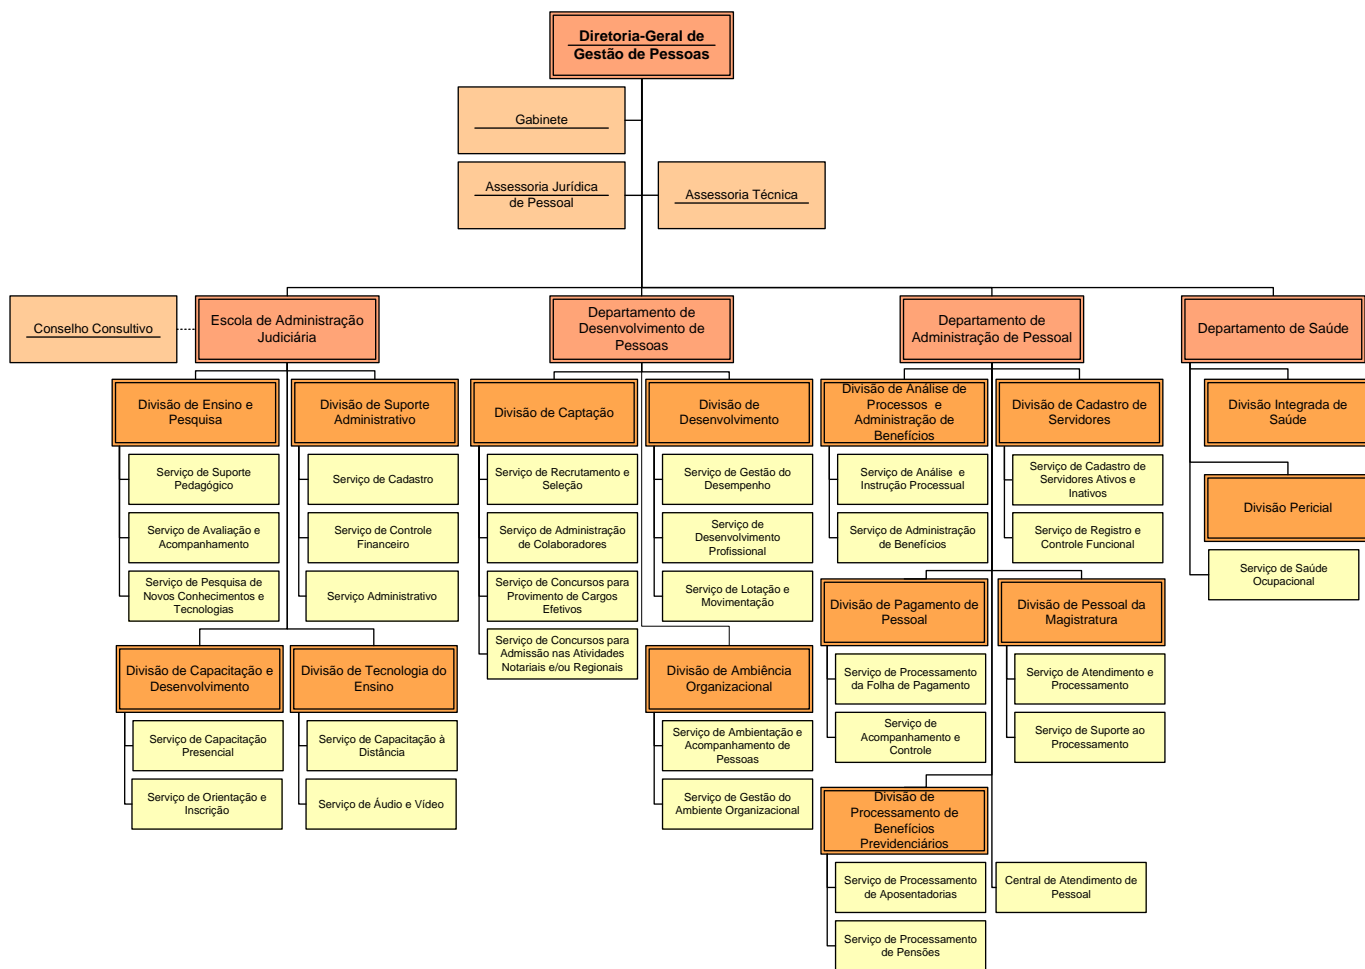 Diretoria-Geral de
Gestão de Pessoas
Gabinete
Assessoria Jurídica
de Pessoal
Assessoria Técnica
Conselho Consultivo
Escola de Administração
Judiciária
Departamento de
Desenvolvimento de
Pessoas
Departamento de
Administração de Pessoal
Departamento de Saúde
Divisão de Ensino e
Pesquisa
Serviço de Suporte
Pedagógico
Serviço de Avaliação e
Acompanhamento
Serviço de Pesquisa de
Novos Conhecimentos e
Tecnologias
Divisão de Suporte
Administrativo
Serviço de Cadastro
Serviço de Controle
Financeiro
Serviço Administrativo
Divisão de Capacitação e
Desenvolvimento
Serviço de Capacitação
Presencial
Serviço de Orientação e
Inscrição
Divisão de Tecnologia do
Ensino
Serviço de Capacitação à
Distância
Serviço de Áudio e Vídeo
Divisão de Captação
Serviço de Recrutamento e
Seleção
Serviço de Administração
de Colaboradores
Serviço de Concursos para
Provimento de Cargos
Efetivos
Serviço de Concursos para
Admissão nas Atividades
Notariais e/ou Regionais
Divisão de
Desenvolvimento
Serviço de Gestão do
Desempenho
Serviço de
Desenvolvimento
Profissional
Serviço de Lotação e
Movimentação
Divisão de Ambiência
Organizacional
Serviço de Ambientação e
Acompanhamento de
Pessoas
Serviço de Gestão do
Ambiente Organizacional
Divisão de Análise de
Processos e
Administração de
Benefícios
Serviço de Análise e
Instrução Processual
Serviço de Administração
de Benefícios
Divisão de Cadastro de
Servidores
Serviço de Cadastro de
Servidores Ativos e
Inativos
Serviço de Registro e
Controle Funcional
Divisão de Pagamento de
Pessoal
Serviço de Processamento
da Folha de Pagamento
Serviço de
Acompanhamento e
Controle
Divisão de Pessoal da
Magistratura
Serviço de Atendimento e
Processamento
Serviço de Suporte ao
Processamento
Divisão de
Processamento de
Benefícios
Previdenciários
Serviço de Processamento
de Aposentadorias
Serviço de Processamento
de Pensões
Central de Atendimento de
Pessoal
Divisão Integrada de
Saúde
Divisão Pericial
Serviço de Saúde
Ocupacional